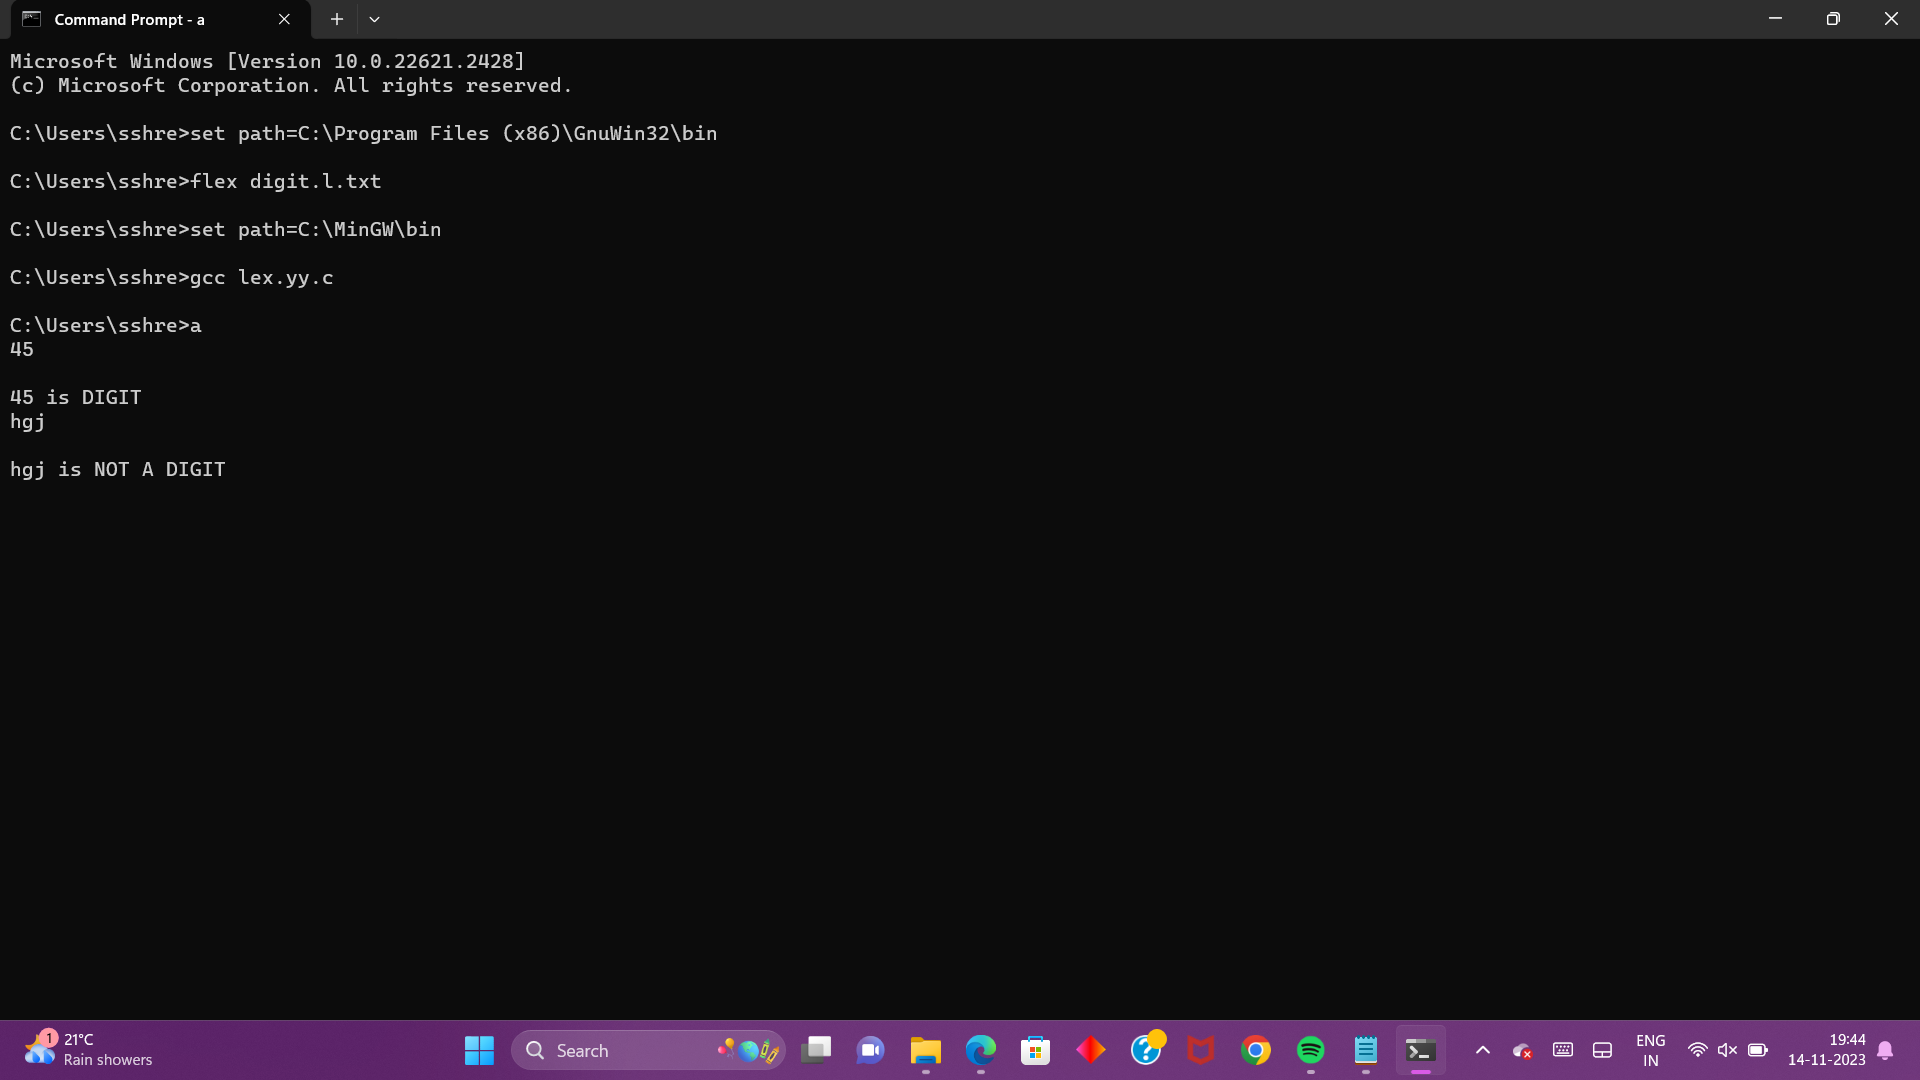 Command Prompt - a
Microsoft Windows [Version 10.0.22621.2428]
(c) Microsoft Corporation. All rights reserved.
C:\Users\sshre>set path=C:\Program Files (x86)\GnuWin32\bin
C:\Users\sshre>flex digit.l.txt
C:\Users\sshre>set path=C:\MinGW\bin
C:\Users\sshre>gcc lex.yy.c
C:\Users\sshre>a
45
45 is DIGIT
hgj
hgj is NOT A DIGIT
1
21°C
Rain showers
Search
ENG
IN
19:44
14-11-2023